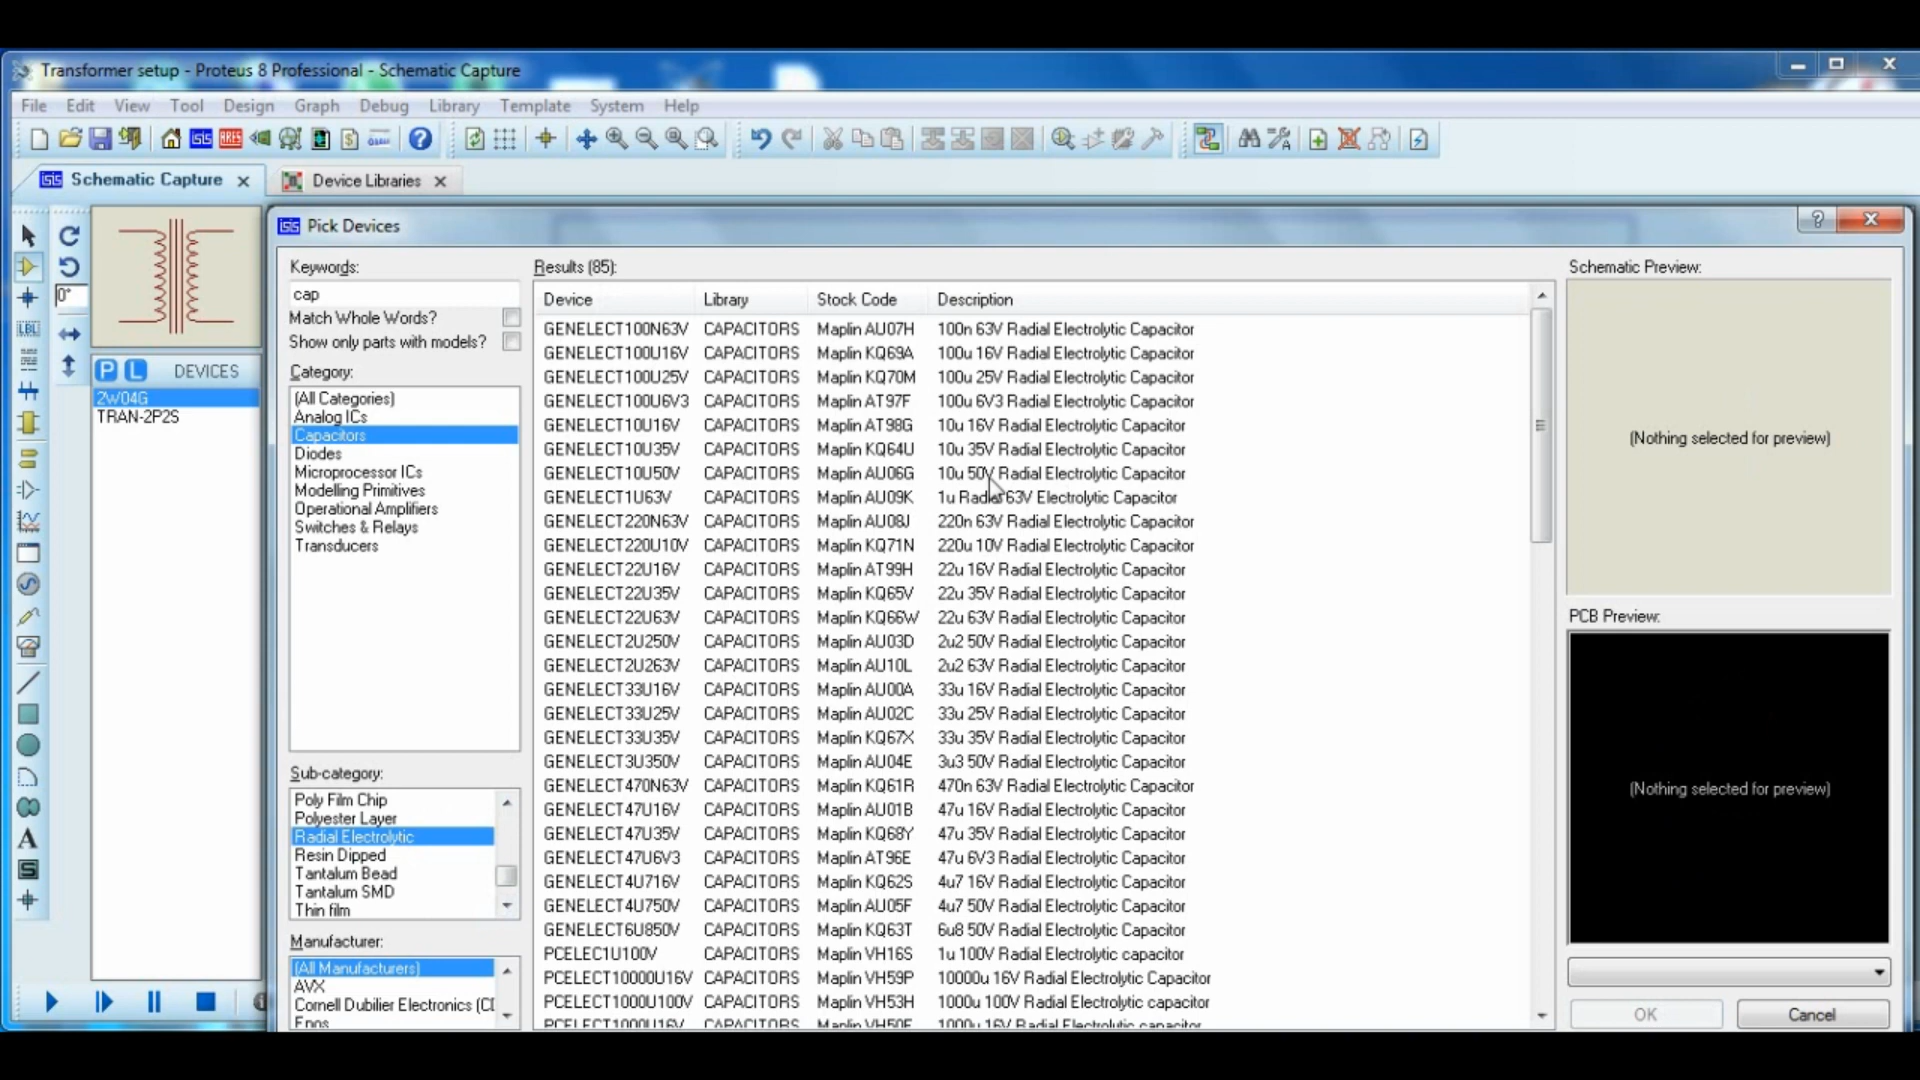 Transformer setup - Proteus 8 Professional - Schematic Capture
File Edit View Tool Design Graph Debug Library Template System Help
Schematic Capture
Device Libraries
Pick Devices
0°
P L DEVICES
2W04G
TRAN-2P2S
Keywords:
cap
Match Whole Words?
Show only parts with models?
Category:
(All Categories)
Analog ICs
Capacitors
Diodes
Microprocessor ICs
Modelling Primitives
Operational Amplifiers
Switches & Relays
Transducers
Sub-category:
Poly Film Chip
Polyester Layer
Radial Electrolytic
Resin Dipped
Tantalum Bead
Tantalum SMD
Thin film
Manufacturer:
(All Manufacturers)
AVX
Cornell Dubilier Electronics (CD
Epos
Results (85):
Device Library Stock Code Description
GENELECT100N63V CAPACITORS Maplin AU07H 100n 63V Radial Electrolytic Capacitor
GENELECT100U16V CAPACITORS Maplin KQ69A 100u 16V Radial Electrolytic Capacitor
GENELECT100U25V CAPACITORS Maplin KQ70M 100u 25V Radial Electrolytic Capacitor
GENELECT100U6V3 CAPACITORS Maplin AT97F 100u 6V3 Radial Electrolytic Capacitor
GENELECT10U16V CAPACITORS Maplin AT98G 10u 16V Radial Electrolytic Capacitor
GENELECT10U35V CAPACITORS Maplin KQ64U 10u 35V Radial Electrolytic Capacitor
GENELECT10U50V CAPACITORS Maplin AU06G 10u 50V Radial Electrolytic Capacitor
GENELECT1U63V CAPACITORS Maplin AU09K 1u Radial 63V Electrolytic Capacitor
GENELECT220N63V CAPACITORS Maplin AU08J 220n 63V Radial Electrolytic Capacitor
GENELECT220U10V CAPACITORS Maplin KQ71N 220u 10V Radial Electrolytic Capacitor
GENELECT22U16V CAPACITORS Maplin AT99H 22u 16V Radial Electrolytic Capacitor
GENELECT22U35V CAPACITORS Maplin KQ65V 22u 35V Radial Electrolytic Capacitor
GENELECT22U63V CAPACITORS Maplin KQ66W 22u 63V Radial Electrolytic Capacitor
GENELECT2U250V CAPACITORS Maplin AU03D 2u2 50V Radial Electrolytic Capacitor
GENELECT2U263V CAPACITORS Maplin AU10L 2u2 63V Radial Electrolytic Capacitor
GENELECT33U16V CAPACITORS Maplin AU00A 33u 16V Radial Electrolytic Capacitor
GENELECT33U25V CAPACITORS Maplin AU02C 33u 25V Radial Electrolytic Capacitor
GENELECT33U35V CAPACITORS Maplin KQ67X 33u 35V Radial Electrolytic Capacitor
GENELECT3U350V CAPACITORS Maplin AU04E 3u3 50V Radial Electrolytic Capacitor
GENELECT470N63V CAPACITORS Maplin KQ61R 470n 63V Radial Electrolytic Capacitor
GENELECT47U16V CAPACITORS Maplin AU01B 47u 16V Radial Electrolytic Capacitor
GENELECT47U35V CAPACITORS Maplin KQ68Y 47u 35V Radial Electrolytic Capacitor
GENELECT47U6V3 CAPACITORS Maplin AT96E 47u 6V3 Radial Electrolytic Capacitor
GENELECT4U716V CAPACITORS Maplin KQ62S 4u7 16V Radial Electrolytic Capacitor
GENELECT4U750V CAPACITORS Maplin AU05F 4u7 50V Radial Electrolytic Capacitor
GENELECT6U850V CAPACITORS Maplin KQ63T 6u8 50V Radial Electrolytic Capacitor
PCELEC1U100V CAPACITORS Maplin VH16S 1u 100V Radial Electrolytic capacitor
PCELECT10000U16V CAPACITORS Maplin VH59P 10000u 16V Radial Electrolytic Capacitor
PCELECT1000U100V CAPACITORS Maplin VH53H 1000u 100V Radial Electrolytic capacitor
PCELECT1000U16V CAPACITORS Maplin VH50E 1000u 16V Radial Electrolytic capacitor
Schematic Preview:
(Nothing selected for preview)
PCB Preview:
(Nothing selected for preview)
OK Cancel